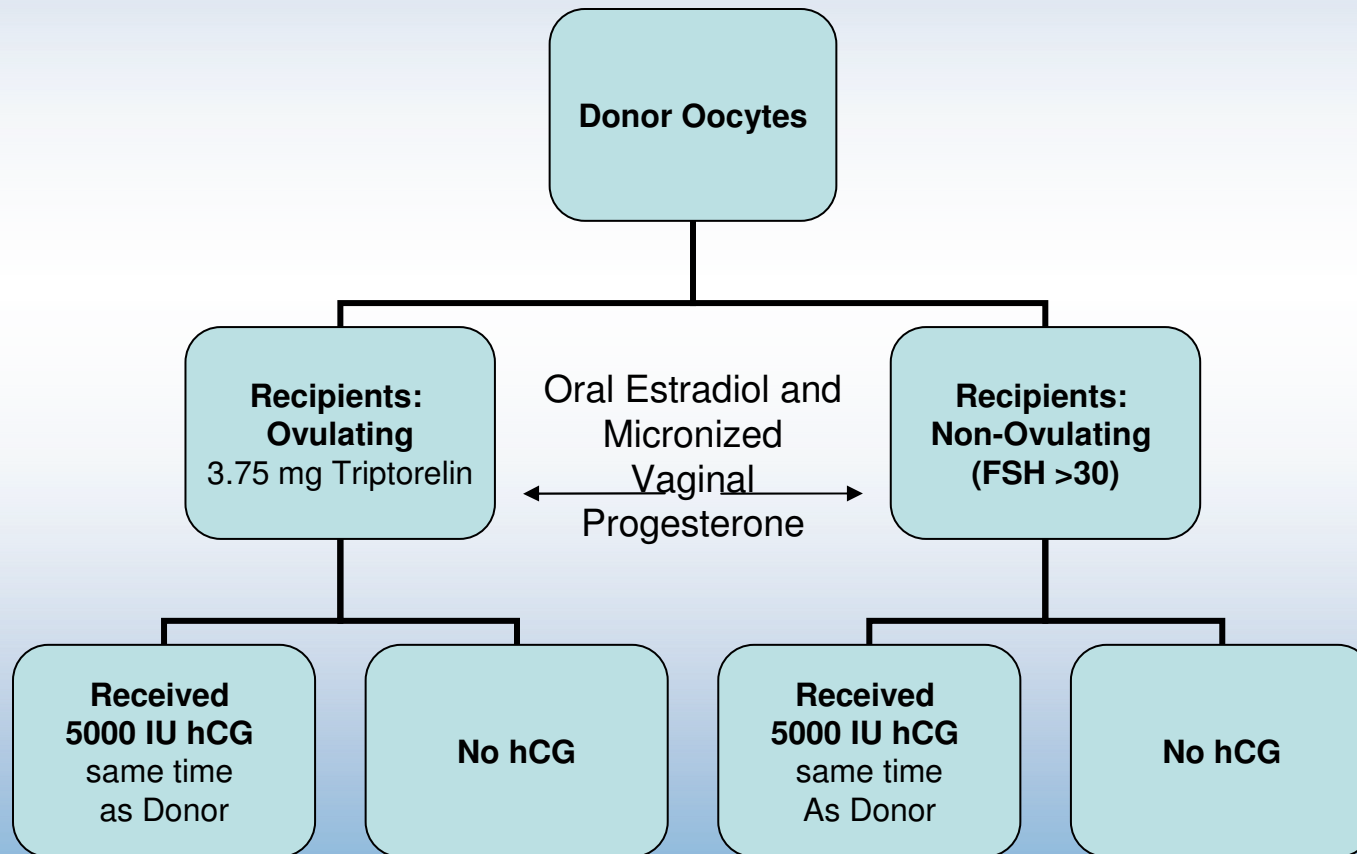 Donor Oocytes
Recipients:
Ovulating
3.75 mg Triptorelin
Oral Estradiol and
Micronized
Vaginal
Progesterone
Recipients:
Non-Ovulating
(FSH >30)
Received
5000 IU hCG
same time
as Donor
No hCG
Received
5000 IU hCG
same time
As Donor
No hCG